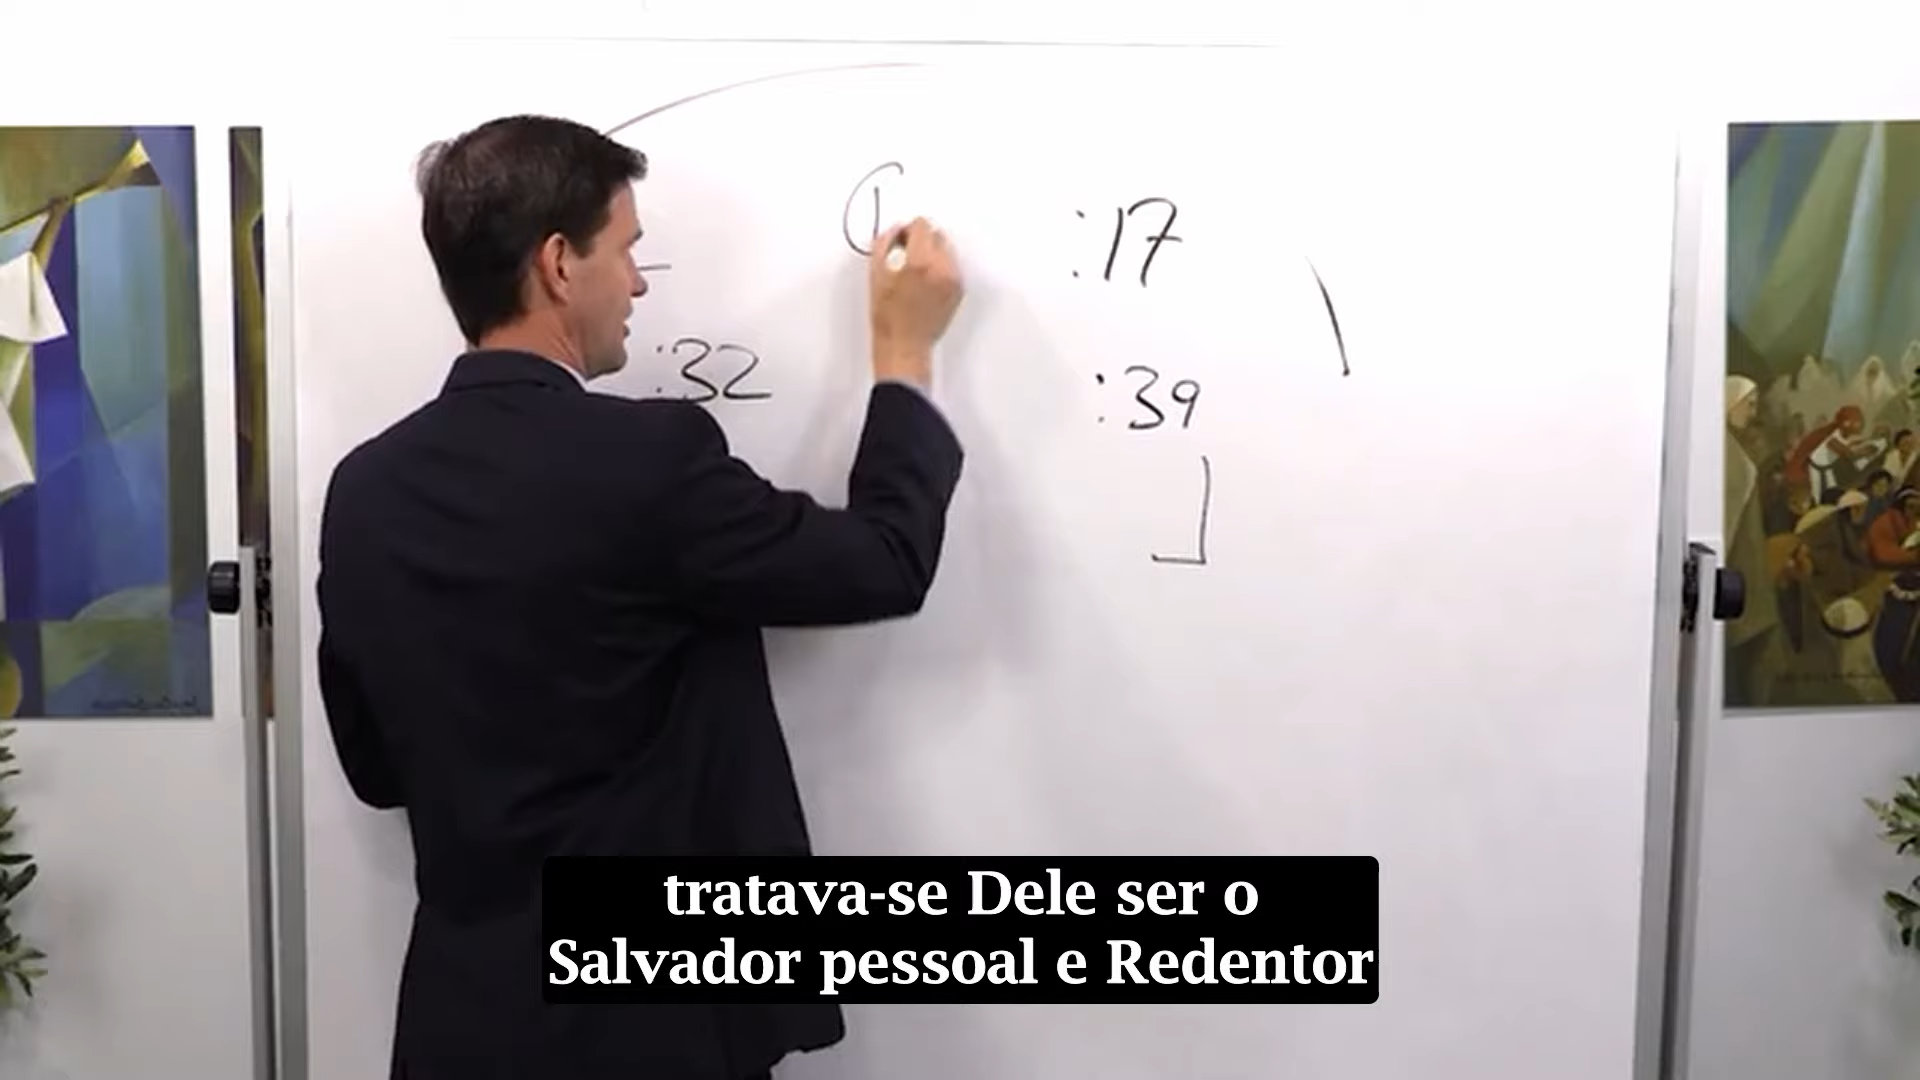 :17
:32
:39
tratava-se Dele ser o
Salvador pessoal e Redentor